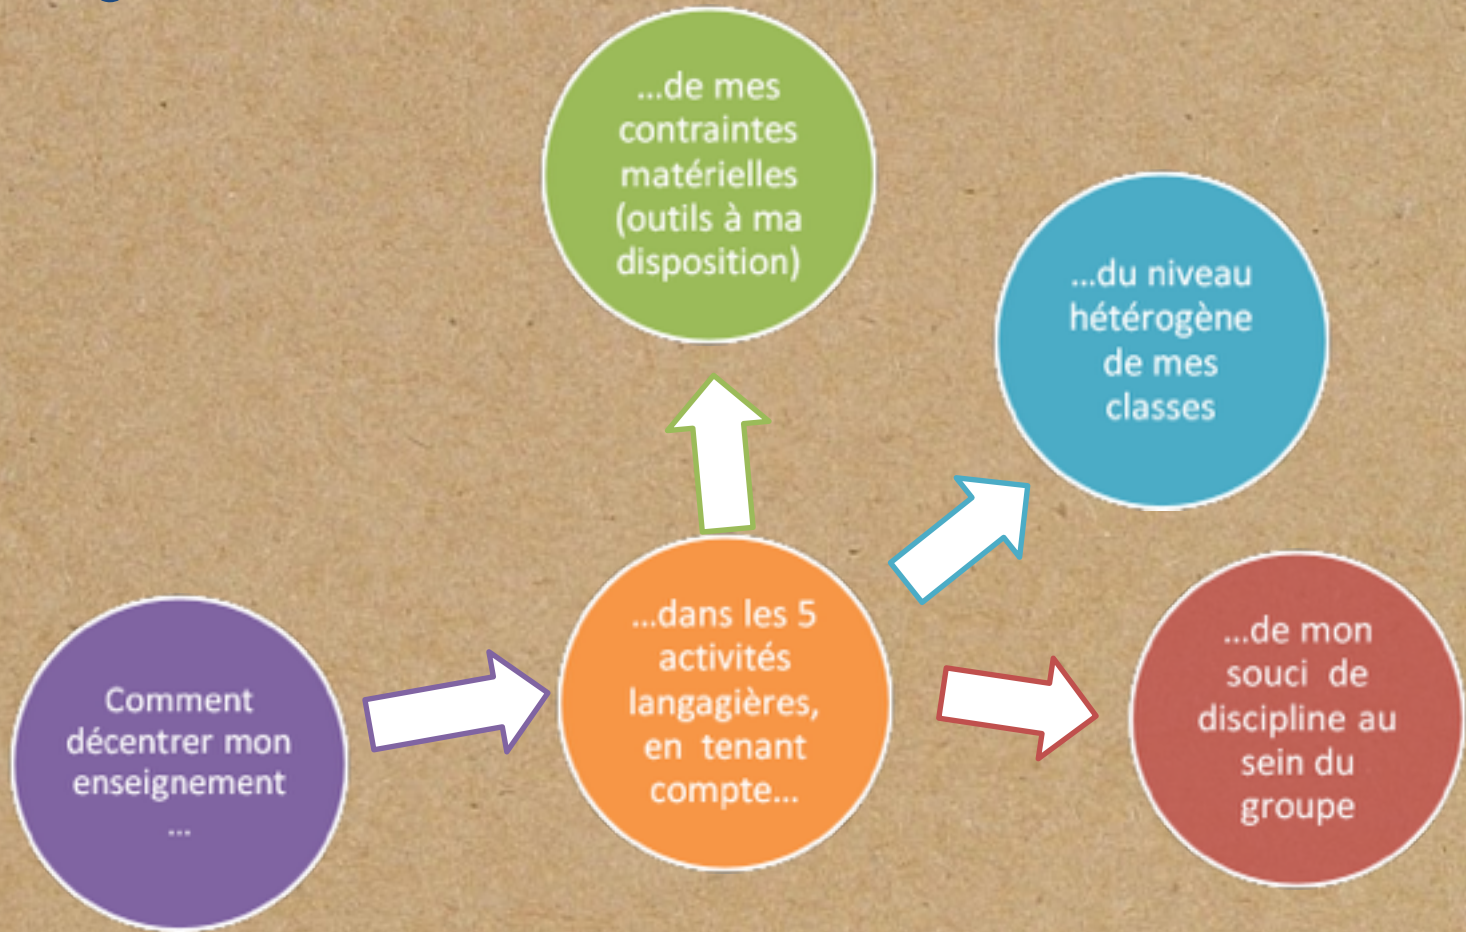 Comment
décentrer mon
enseignement
...
...dans les 5
activités
langagières,
en tenant
compte...
...de mes
contraintes
matérielles
(outils à ma
disposition)
...du niveau
hétérogène
de mes
classes
...de mon
souci de
discipline au
sein du
groupe